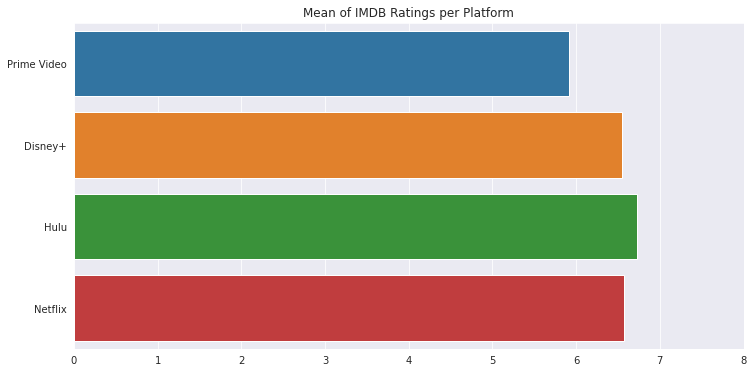 Mean of IMDB Ratings per Platform
Prime Video
Disney+
Hulu
Netflix
0 1 2 3 4 5 6 7 8